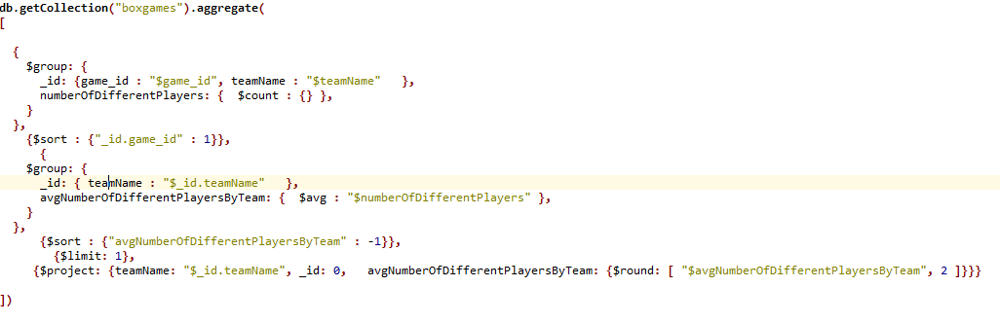 db.getCollection("boxgames").aggregate(
[
{
$group: {
_id: {game_id : "$game_id", teamName : "$teamName"   },
numberOfDifferentPlayers: {  $count : {} },
}
},
{$sort : {"_id.game_id" : 1}},
{
$group: {
_id: { teamName : "$_id.teamName"   },
avgNumberOfDifferentPlayersByTeam: {  $avg : "$numberOfDifferentPlayers" },
}
},
{$sort : {"avgNumberOfDifferentPlayersByTeam" : -1}},
{$limit: 1},
{$project: {teamName: "$_id.teamName", _id: 0,   avgNumberOfDifferentPlayersByTeam: {$round: [ "$avgNumberOfDifferentPlayersByTeam", 2 ]}}}
])